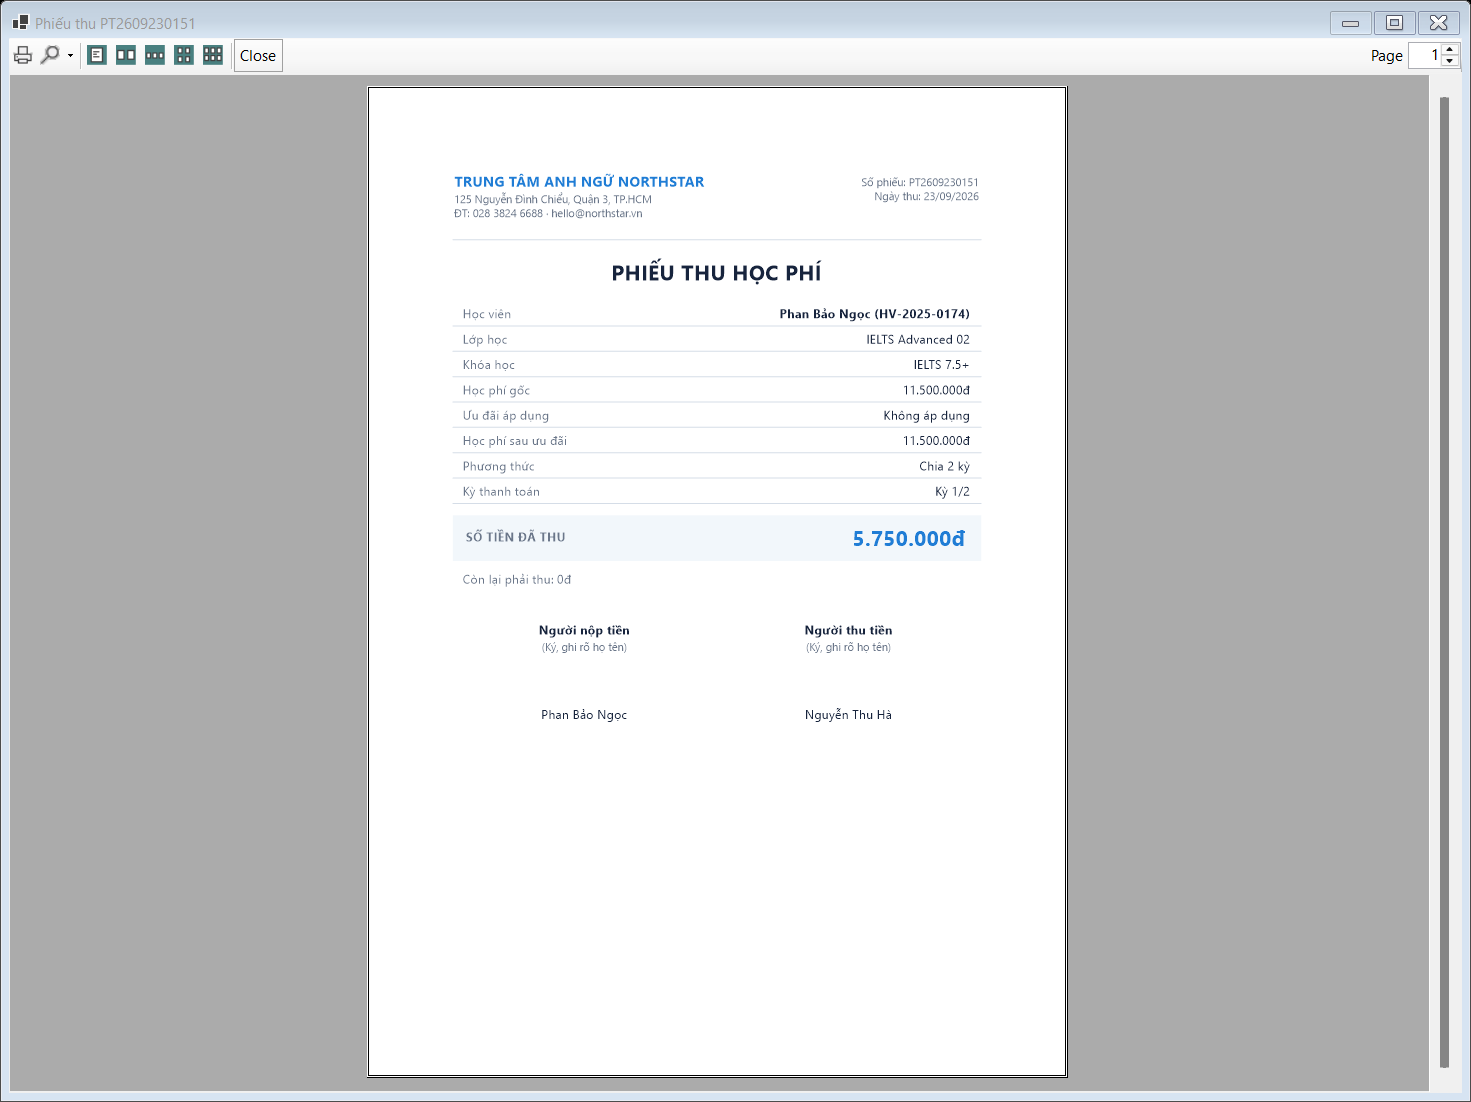 Phiếu thu PT2609230151
Close
Page 1
TRUNG TÂM ANH NGỮ NORTHSTAR
125 Nguyễn Đình Chiểu, Quận 3, TP.HCM
ĐT: 028 3824 6688 · hello@northstar.vn
Số phiếu: PT2609230151
Ngày thu: 23/09/2026
PHIẾU THU HỌC PHÍ
Học viên Phan Bảo Ngọc (HV-2025-0174)
Lớp học IELTS Advanced 02
Khóa học IELTS 7.5+
Học phí gốc 11.500.000đ
Ưu đãi áp dụng Không áp dụng
Học phí sau ưu đãi 11.500.000đ
Phương thức Chia 2 kỳ
Kỳ thanh toán Kỳ 1/2
SỐ TIỀN ĐÃ THU 5.750.000đ
Còn lại phải thu: 0đ
Người nộp tiền Người thu tiền
(Ký, ghi rõ họ tên) (Ký, ghi rõ họ tên)
Phan Bảo Ngọc Nguyễn Thu Hà